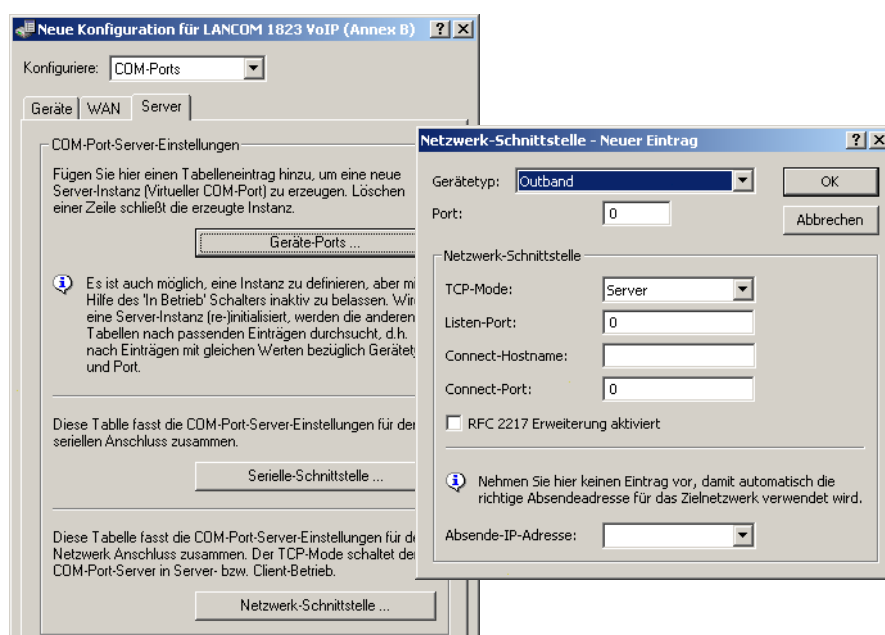 Neue Konfiguration für LANCOM 1823 VoIP (Annex B)
Konfiguriere: COM-Ports
Geräte WAN Server
COM-Port-Server-Einstellungen
Fügen Sie hier einen Tabelleneintrag hinzu, um eine neue
Server-Instanz (Virtueller COM-Port) zu erzeugen. Löschen
einer Zeile schließt die erzeugte Instanz.
Geräte-Ports ...
Es ist auch möglich, eine Instanz zu definieren, aber
Hilfe des 'In Betrieb' Schalters inaktiv zu belassen.
eine Server-Instanz (re-)initialisiert, werden die anderen
Tabellen nach passenden Einträgen durchsucht, d.h.
nach Einträgen mit gleichen Werten bezüglich
und Port.
Diese Tablle fasst die COM-Port-Server-Einstellungen für
seriellen Anschluss zusammen.
Serielle-Schnittstelle ...
Diese Tabelle fasst die COM-Port-Server-Einstellungen für
Netzwerk Anschluss zusammen. Der TCP-Mode schaltet
COM-Port-Server in Server- bzw. Client-Betrieb.
Netzwerk-Schnittstelle ...
Netzwerk-Schnittstelle - Neuer Eintrag
Gerätetyp: Outband
OK
Port: 0
Abbrechen
Netzwerk-Schnittstelle
TCP-Mode: Server
Listen-Port: 0
Connect-Hostname:
Connect-Port: 0
RFC 2217 Erweiterung aktiviert
Nehmen Sie hier keinen Eintrag vor, damit automatisch die
richtige Absendeadresse für das Zielnetzwerk verwendet wird.
Absende-IP-Adresse: